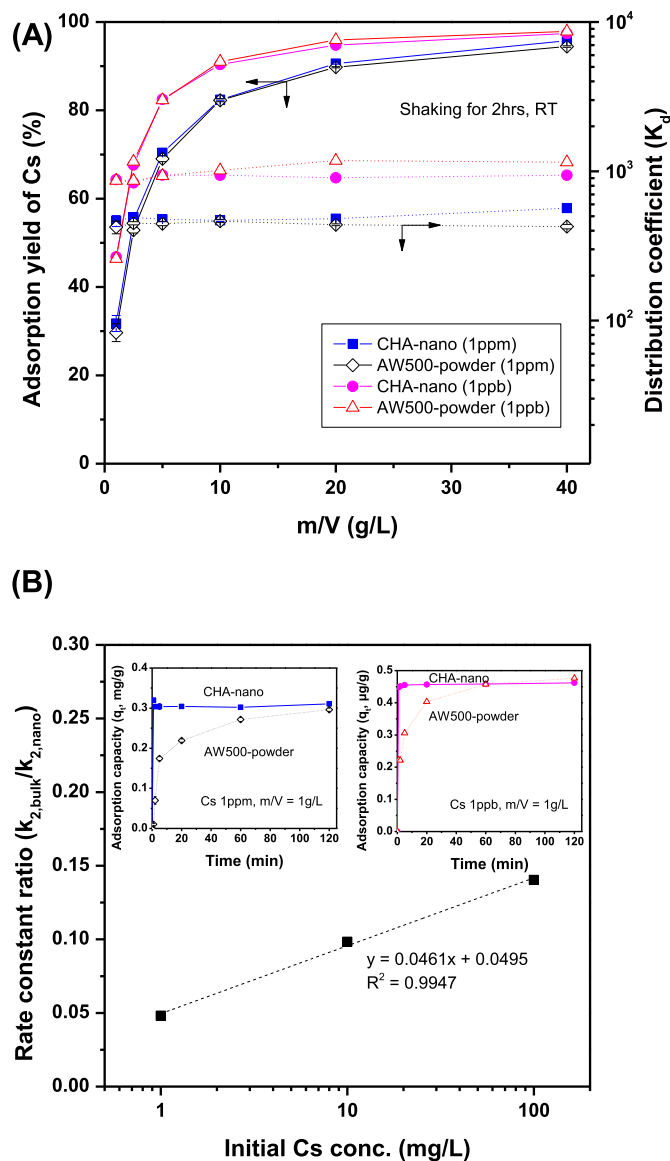 (A)
100
90
80
70
60
50
40
30
20
10
0
Adsorption yield of Cs (%)
10^4
10^3
10^2
Distribution coefficient (K_d)
Shaking for 2hrs, RT
CHA-nano (1ppm)
AW500-powder (1ppm)
CHA-nano (1ppb)
AW500-powder (1ppb)
0 10 20 30 40
m/V (g/L)
(B)
0.30
0.25
0.20
0.15
0.10
0.05
0.00
Rate constant ratio (k_2,bulk/k_2,nano)
0.4
0.3
0.2
0.1
0.0
Adsorption capacity (q_t, mg/g)
CHA-nano
AW500-powder
Cs 1ppm, m/V = 1g/L
0 20 40 60 80 100 120
Time (min)
0.5
0.4
0.3
0.2
0.1
0.0
Adsorption capacity (q_t, µg/g)
CHA-nano
AW500-powder
Cs 1ppb, m/V = 1g/L
0 20 40 60 80 100 120
Time (min)
y = 0.0461x + 0.0495
R² = 0.9947
1 10 100
Initial Cs conc. (mg/L)